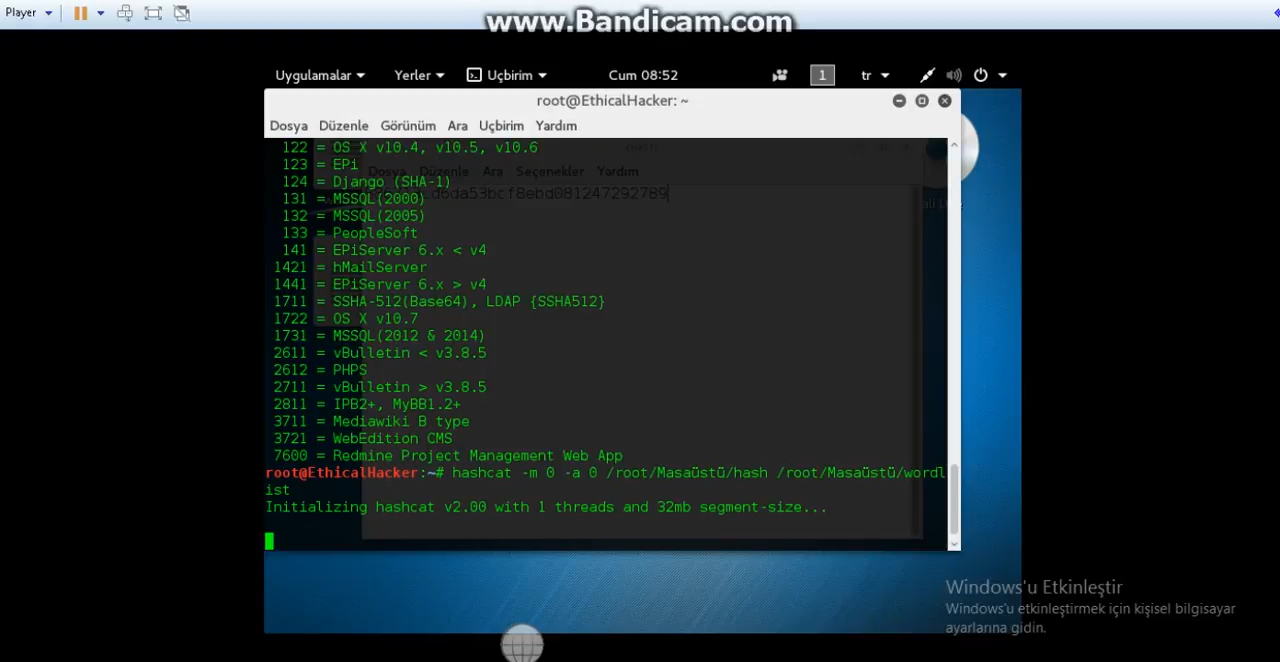 Player
www.Bandicam.com
Uygulamalar Yerler Uçbirim Cum 08:52 1 tr
root@EthicalHacker: ~
Dosya Düzenle Görünüm Ara Uçbirim Yardım
122 = OS X v10.4, v10.5, v10.6
123 = EPi
Dosya Düzenle Ara Seçenekler Yardım
124 = Django (SHA-1)
d6da53bcf8ebd081247292789
131 = MSSQL(2000)
132 = MSSQL(2005)
133 = PeopleSoft
141 = EPiServer 6.x < v4
1421 = hMailServer
1441 = EPiServer 6.x > v4
1711 = SSHA-512(Base64), LDAP {SSHA512}
1722 = OS X v10.7
1731 = MSSQL(2012 & 2014)
2611 = vBulletin < v3.8.5
2612 = PHPS
2711 = vBulletin > v3.8.5
2811 = IPB2+, MyBB1.2+
3711 = Mediawiki B type
3721 = WebEdition CMS
7600 = Redmine Project Management Web App
root@EthicalHacker:~# hashcat -m 0 -a 0 /root/Masaüstü/hash /root/Masaüstü/wordl
ist
Initializing hashcat v2.00 with 1 threads and 32mb segment-size...
Windows'u Etkinleştir
Windows'u etkinleştirmek için kişisel bilgisayar
ayarlarına gidin.